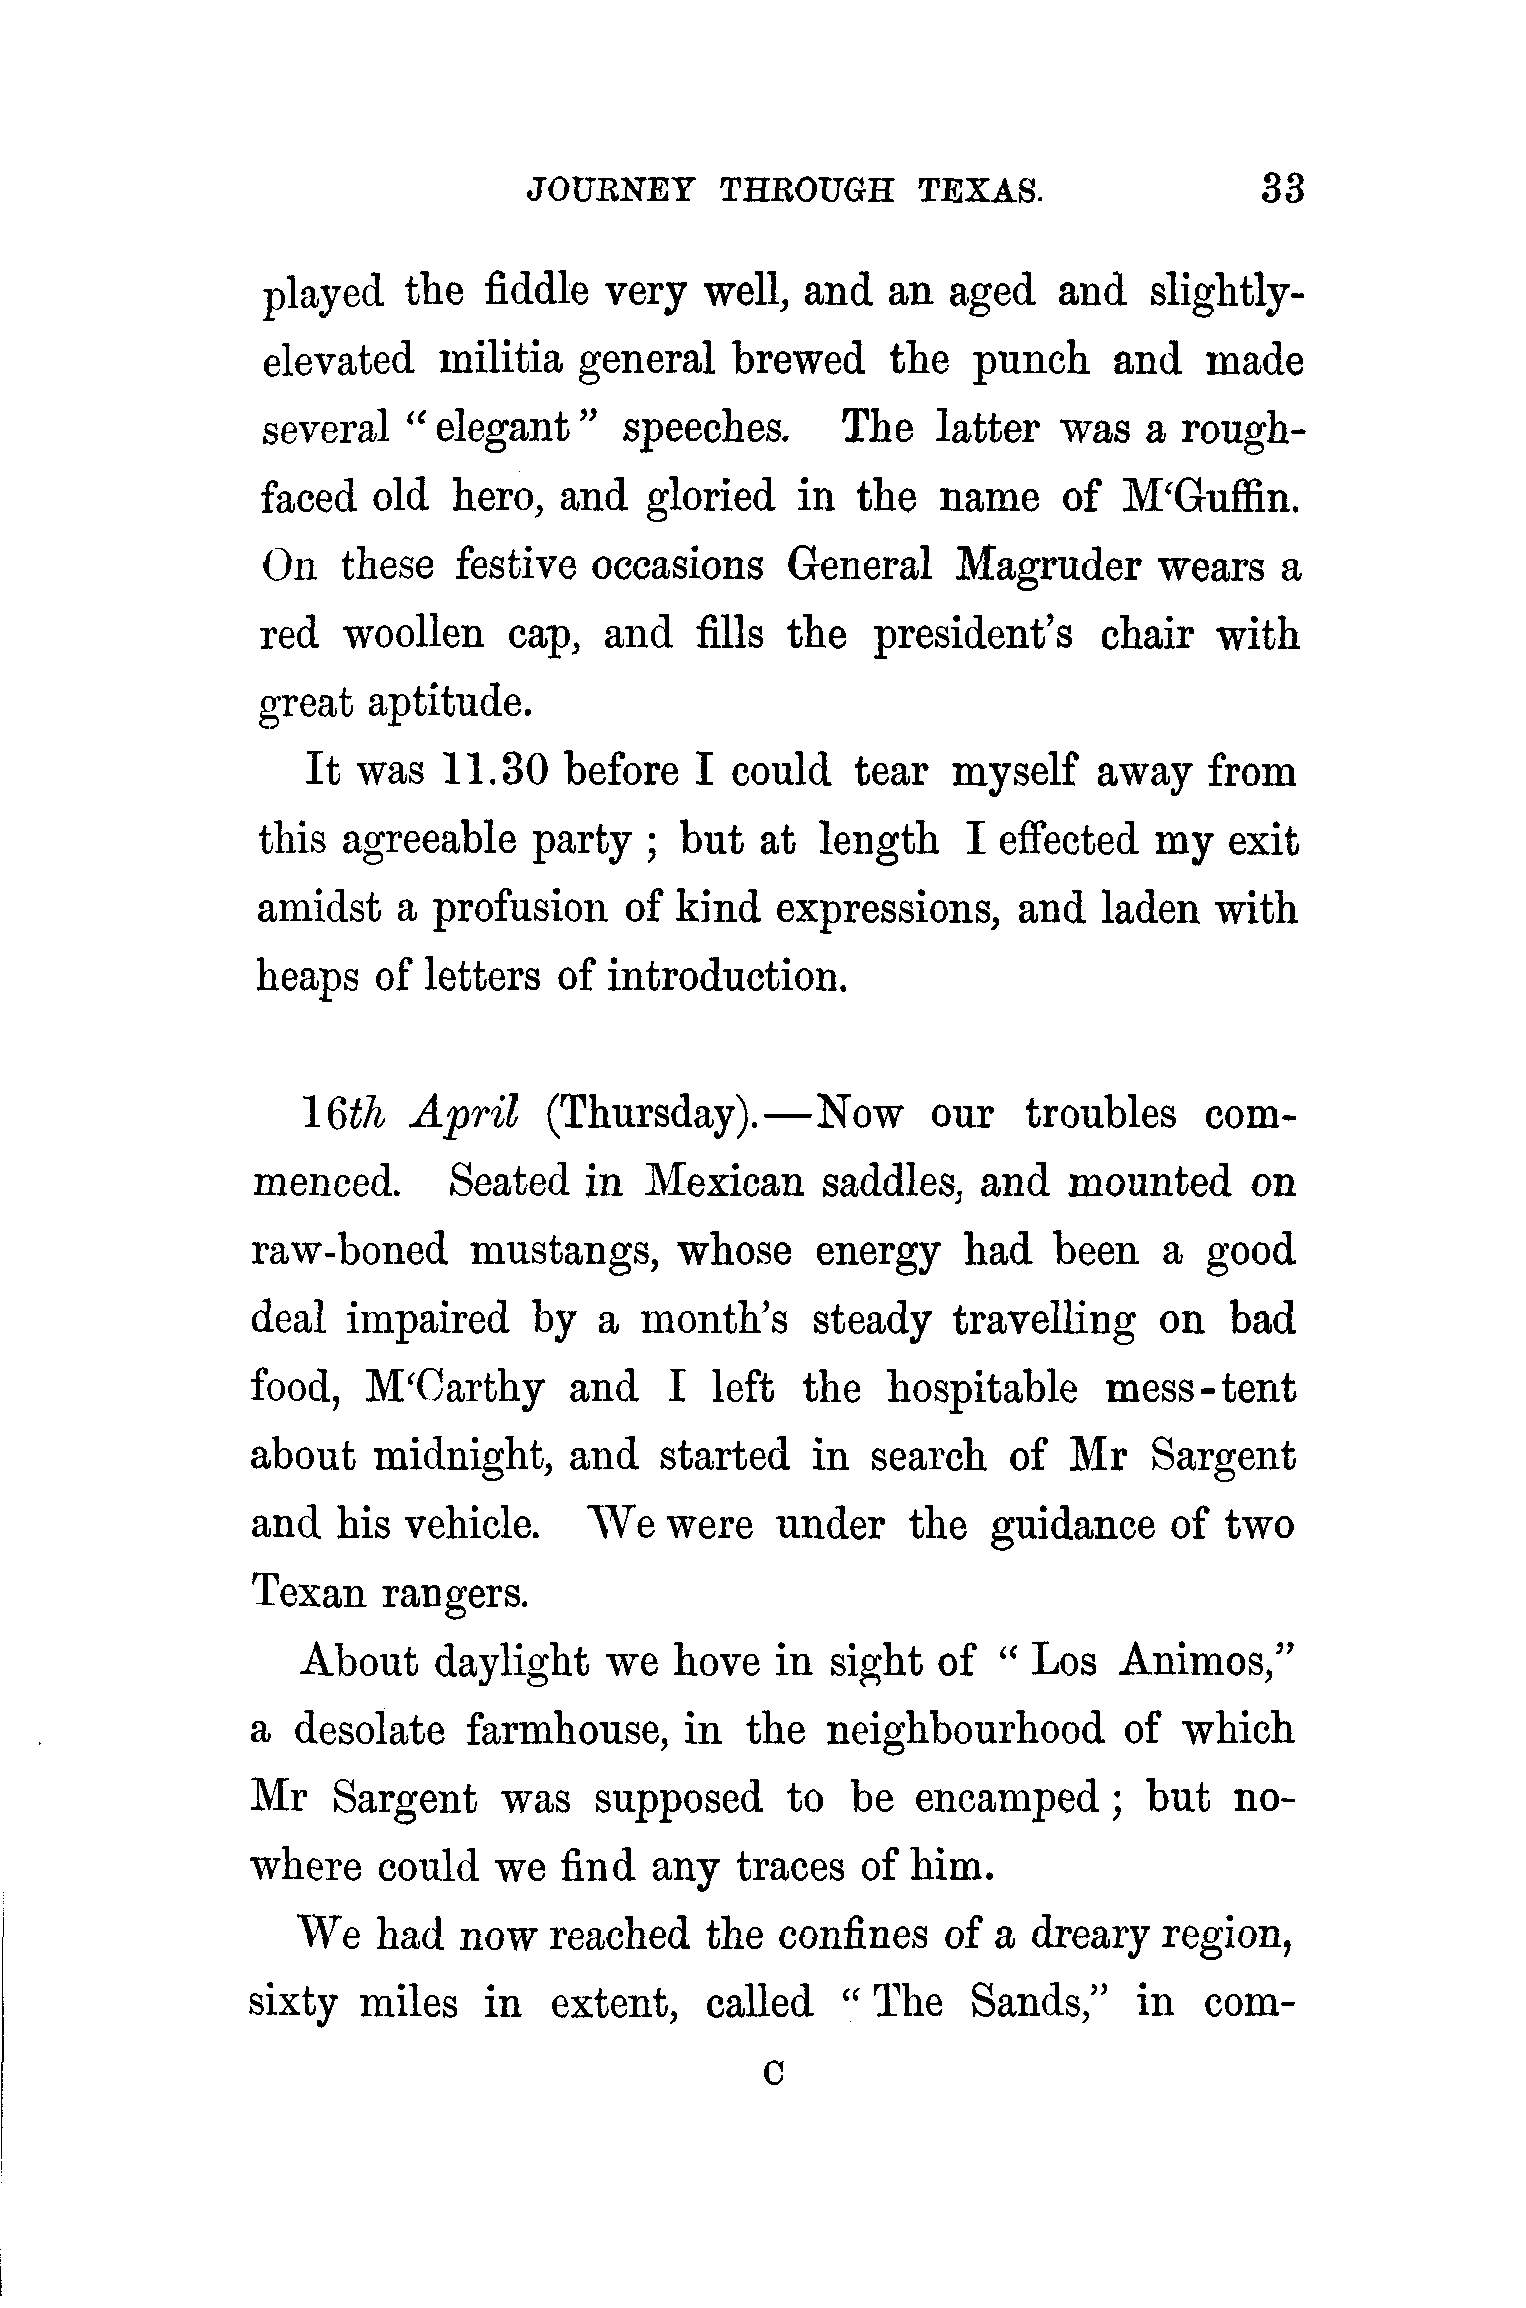 JOURNEY THROUGH TEXAS. 33
played the fiddle very well, and an aged and slightly-
elevated militia general brewed the punch and made
several “elegant” speeches. The latter was a rough-
faced old hero, and gloried in the name of M‘Guffin.
On these festive occasions General Magruder wears a
red woollen cap, and fills the president’s chair with
great aptitude.
It was 11.30 before I could tear myself away from
this agreeable party ; but at length I effected my exit
amidst a profusion of kind expressions, and laden with
heaps of letters of introduction.
16th April (Thursday).—Now our troubles com-
menced. Seated in Mexican saddles, and mounted on
raw-boned mustangs, whose energy had been a good
deal impaired by a month’s steady travelling on bad
food, M‘Carthy and I left the hospitable mess-tent
about midnight, and started in search of Mr Sargent
and his vehicle. We were under the guidance of two
Texan rangers.
About daylight we hove in sight of “ Los Animos,”
a desolate farmhouse, in the neighbourhood of which
Mr Sargent was supposed to be encamped ; but no-
where could we find any traces of him.
We had now reached the confines of a dreary region,
sixty miles in extent, called “ The Sands,” in com-
C